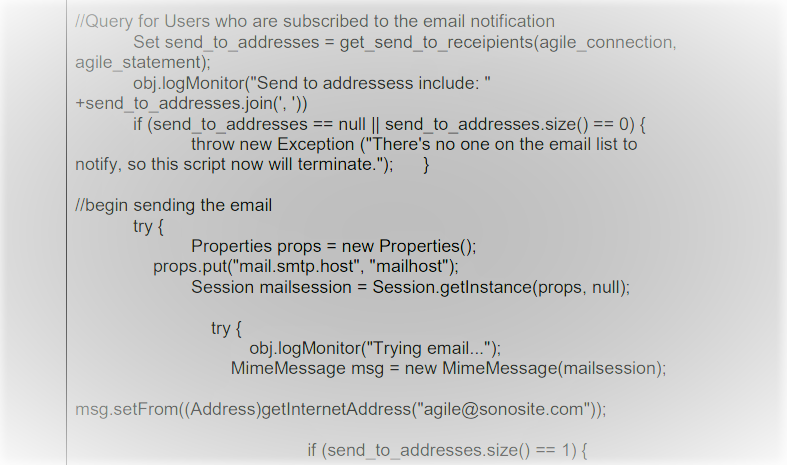 //Query for Users who are subscribed to the email notification
Set send_to_addresses = get_send_to_receipients(agile_connection,
agile_statement);
obj.logMonitor("Send to addressess include: "
+send_to_addresses.join(', '))
if (send_to_addresses == null || send_to_addresses.size() == 0) {
throw new Exception ("There's no one on the email list to
notify, so this script now will terminate."); }
//begin sending the email
try {
Properties props = new Properties();
props.put("mail.smtp.host", "mailhost");
Session mailsession = Session.getInstance(props, null);
try {
obj.logMonitor("Trying email...");
MimeMessage msg = new MimeMessage(mailsession);
msg.setFrom((Address)getInternetAddress("agile@sonosite.com"));
if (send_to_addresses.size() == 1) {